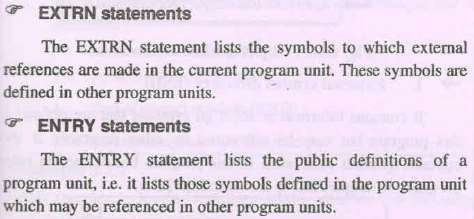 ☞ EXTRN statements
The EXTRN statement lists the symbols to which external
references are made in the current program unit. These symbols are
defined in other program units.
☞ ENTRY statements
The ENTRY statement lists the public definitions of a
program unit, i.e. it lists those symbols defined in the program unit
which may be referenced in other program units.